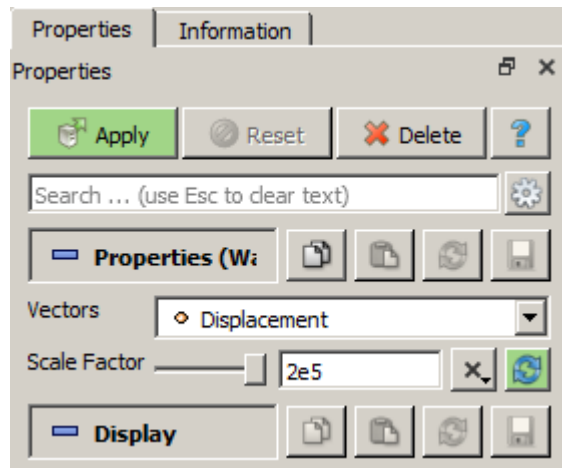 Properties Information
Properties
Apply Reset Delete ?
Search ... (use Esc to clear text)
Properties (Wa
Vectors Displacement
Scale Factor 2e5
Display